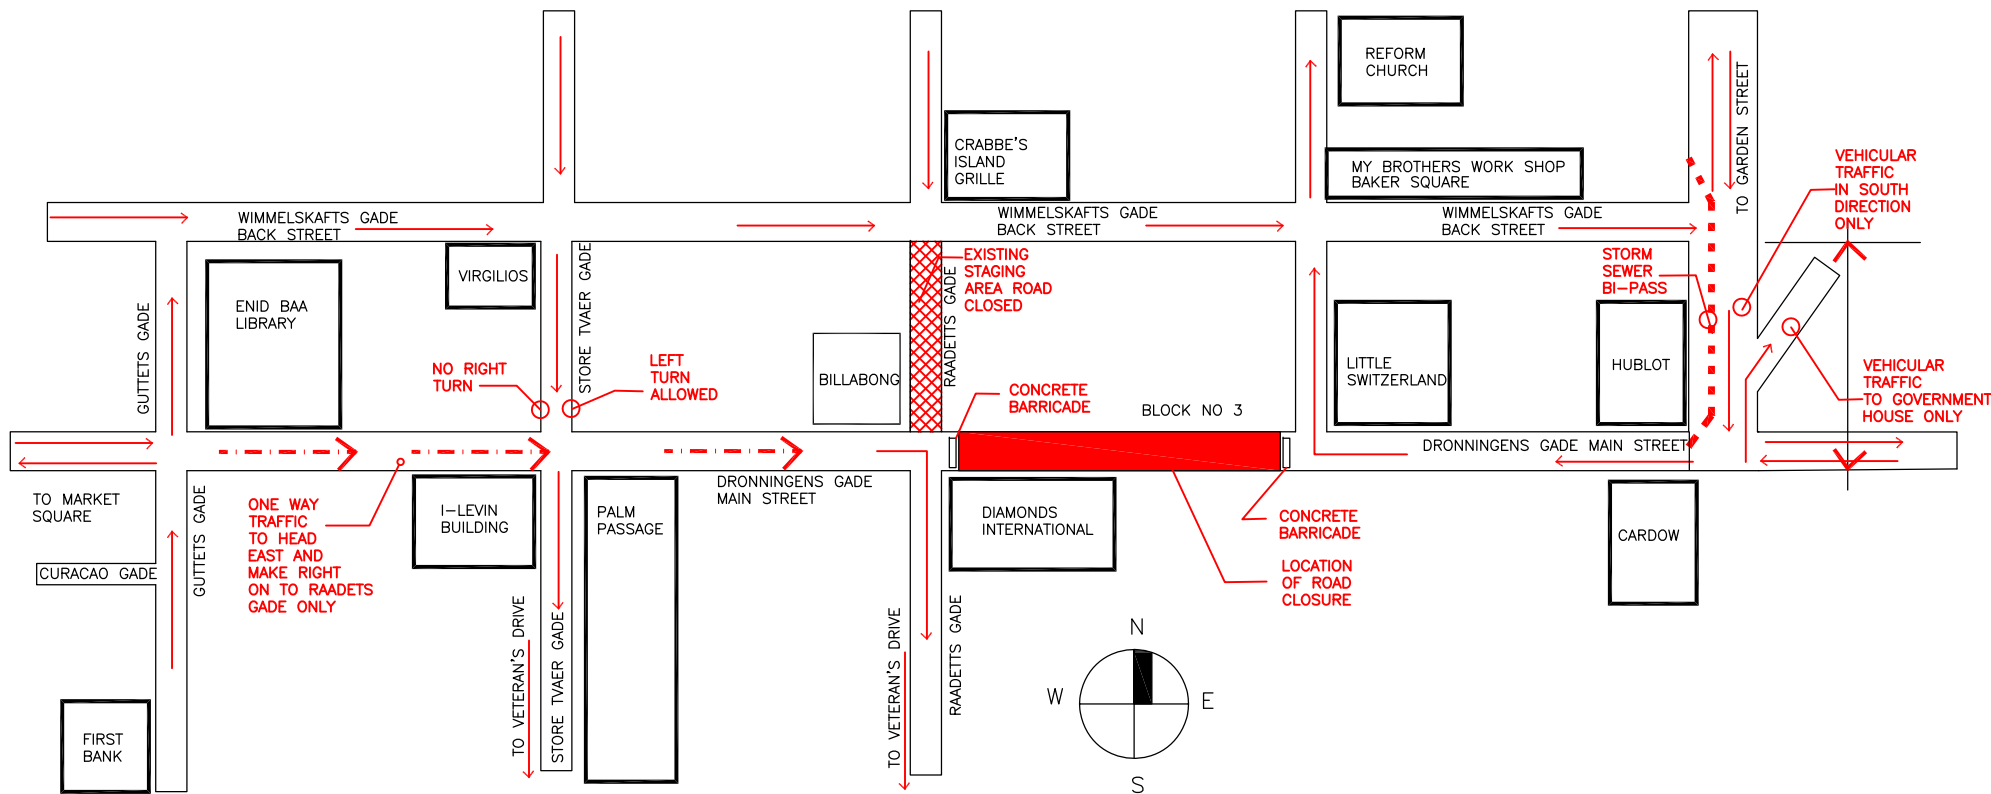 REFORM
CHURCH
CRABBE'S
ISLAND
GRILLE
MY BROTHERS WORK SHOP
BAKER SQUARE
TO GARDEN STREET
VEHICULAR
TRAFFIC
IN SOUTH
DIRECTION
ONLY
WIMMELSKAFTS GADE
BACK STREET
WIMMELSKAFTS GADE
BACK STREET
WIMMELSKAFTS GADE
BACK STREET
VIRGILIOS
STORE TVAER GADE
EXISTING
STAGING
AREA ROAD
CLOSED
RAADETTS GADE
STORM
SEWER
BI-PASS
GUTTETS GADE
ENID BAA
LIBRARY
NO RIGHT
TURN
LEFT
TURN
ALLOWED
BILLABONG
CONCRETE
BARRICADE
BLOCK NO 3
LITTLE
SWITZERLAND
HUBLOT
VEHICULAR
TRAFFIC
TO GOVERNMENT
HOUSE ONLY
DRONNINGENS GADE MAIN STREET
TO MARKET
SQUARE
GUTTETS GADE
CURACAO GADE
ONE WAY
TRAFFIC
TO HEAD
EAST AND
MAKE RIGHT
ON TO RAADETS
GADE ONLY
I-LEVIN
BUILDING
PALM
PASSAGE
DRONNINGENS GADE
MAIN STREET
DIAMONDS
INTERNATIONAL
CONCRETE
BARRICADE
LOCATION
OF ROAD
CLOSURE
CARDOW
TO VETERAN'S DRIVE
STORE TVAER GADE
TO VETERAN'S DRIVE
RAADETTS GADE
FIRST
BANK
N
W
E
S